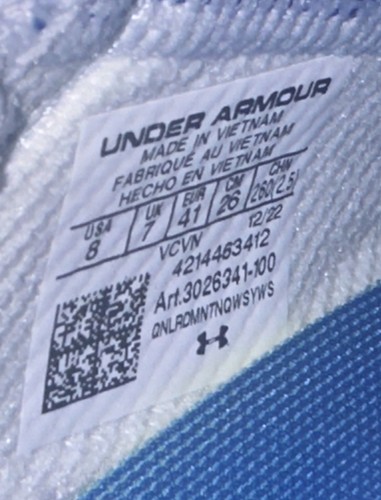 UNDER ARMOUR
MADE IN VIETNAM
FABRIQUÉ AU VIETNAM
HECHO EN VIETNAM
USA UK EUR CM CHN
8 7 41 26 260(2.5)
VCVN 12/22
4214463412
Art.3026341-100
QNLRDMNTNQWSYWS